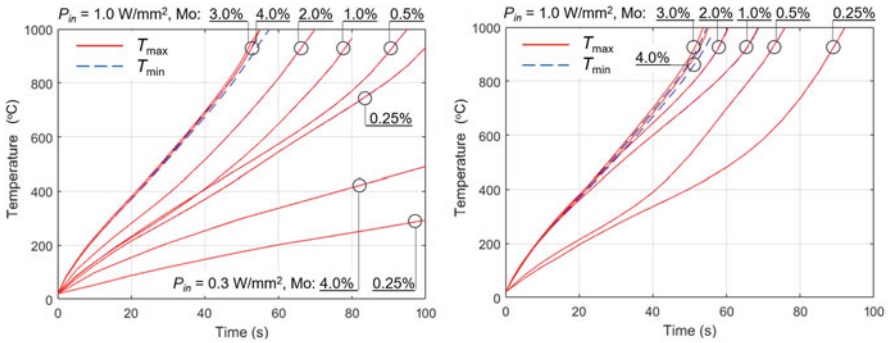 P_in = 1.0 W/mm², Mo: 3.0% 4.0% 2.0% 1.0% 0.5%
1000
800
600
400
200
0
Temperature (°C)
T_max
T_min
0.25%
P_in = 0.3 W/mm², Mo: 4.0% 0.25%
0 20 40 60 80 100
Time (s)
P_in = 1.0 W/mm², Mo: 3.0% 2.0% 1.0% 0.5% 0.25%
1000
800
600
400
200
0
Temperature (°C)
T_max
T_min
4.0%
0 20 40 60 80 100
Time (s)